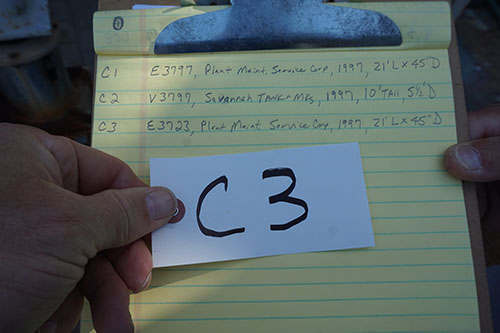 C1 E3797, Plant Maint. Service Corp, 1997, 21'L x 45"D
C2 V3797, Savannah Tank & Mfg, 1997, 10'Tall, 5½'D
C3 E3723, Plant Maint. Service Corp, 1997, 21'L x 45"D
C3